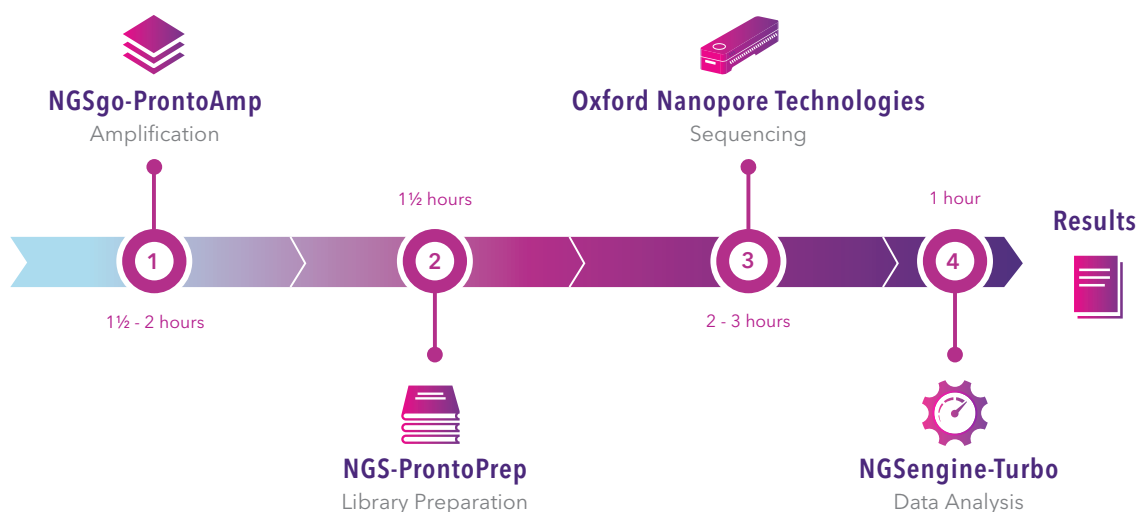 NGSgo-ProntoAmp
Amplification
1
1½ - 2 hours
1½ hours
2
NGS-ProntoPrep
Library Preparation
Oxford Nanopore Technologies
Sequencing
3
2 - 3 hours
1 hour
4
NGSengine-Turbo
Data Analysis
Results